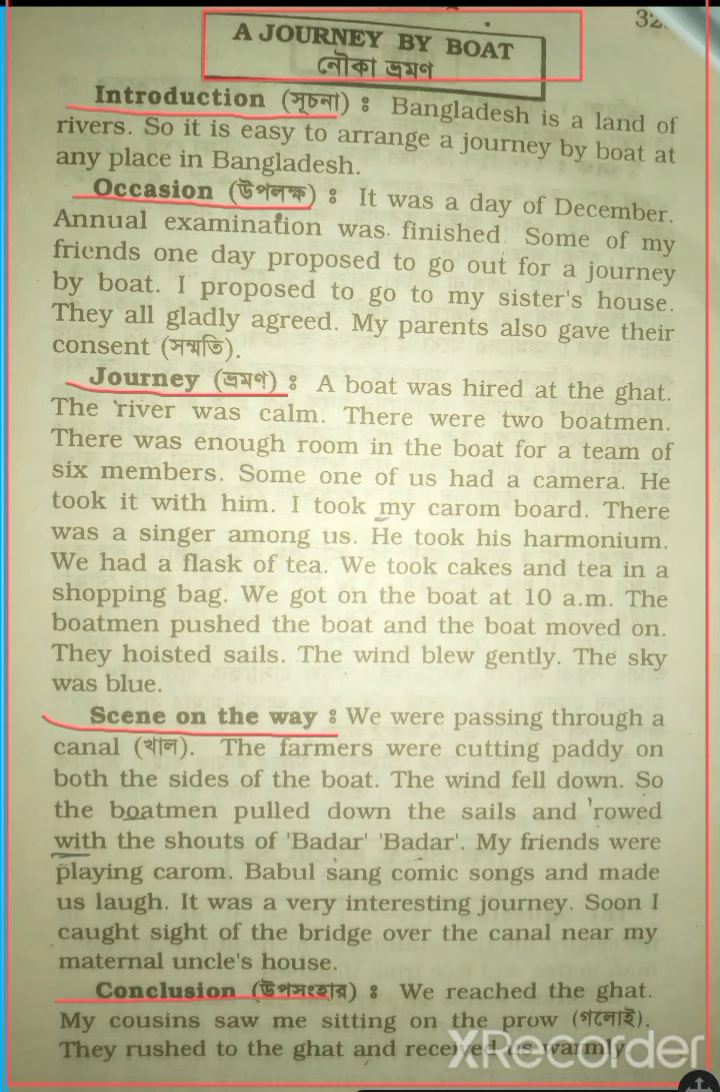 32
A JOURNEY BY BOAT
নৌকা ভ্রমণ
Introduction (সূচনা) : Bangladesh is a land of
rivers. So it is easy to arrange a journey by boat at
any place in Bangladesh.
Occasion (উপলক্ষ) : It was a day of December.
Annual examination was finished. Some of my
friends one day proposed to go out for a journey
by boat. I proposed to go to my sister's house.
They all gladly agreed. My parents also gave their
consent (সম্মতি).
Journey (ভ্রমণ) : A boat was hired at the ghat.
The river was calm. There were two boatmen.
There was enough room in the boat for a team of
six members. Some one of us had a camera. He
took it with him. I took my carom board. There
was a singer among us. He took his harmonium.
We had a flask of tea. We took cakes and tea in a
shopping bag. We got on the boat at 10 a.m. The
boatmen pushed the boat and the boat moved on.
They hoisted sails. The wind blew gently. The sky
was blue.
Scene on the way : We were passing through a
canal (খাল). The farmers were cutting paddy on
both the sides of the boat. The wind fell down. So
the boatmen pulled down the sails and rowed
with the shouts of 'Badar' 'Badar'. My friends were
playing carom. Babul sang comic songs and made
us laugh. It was a very interesting journey. Soon I
caught sight of the bridge over the canal near my
maternal uncle's house.
Conclusion (উপসংহার) : We reached the ghat.
My cousins saw me sitting on the prow (গলোই).
They rushed to the ghat and received us warmly
XRecorder